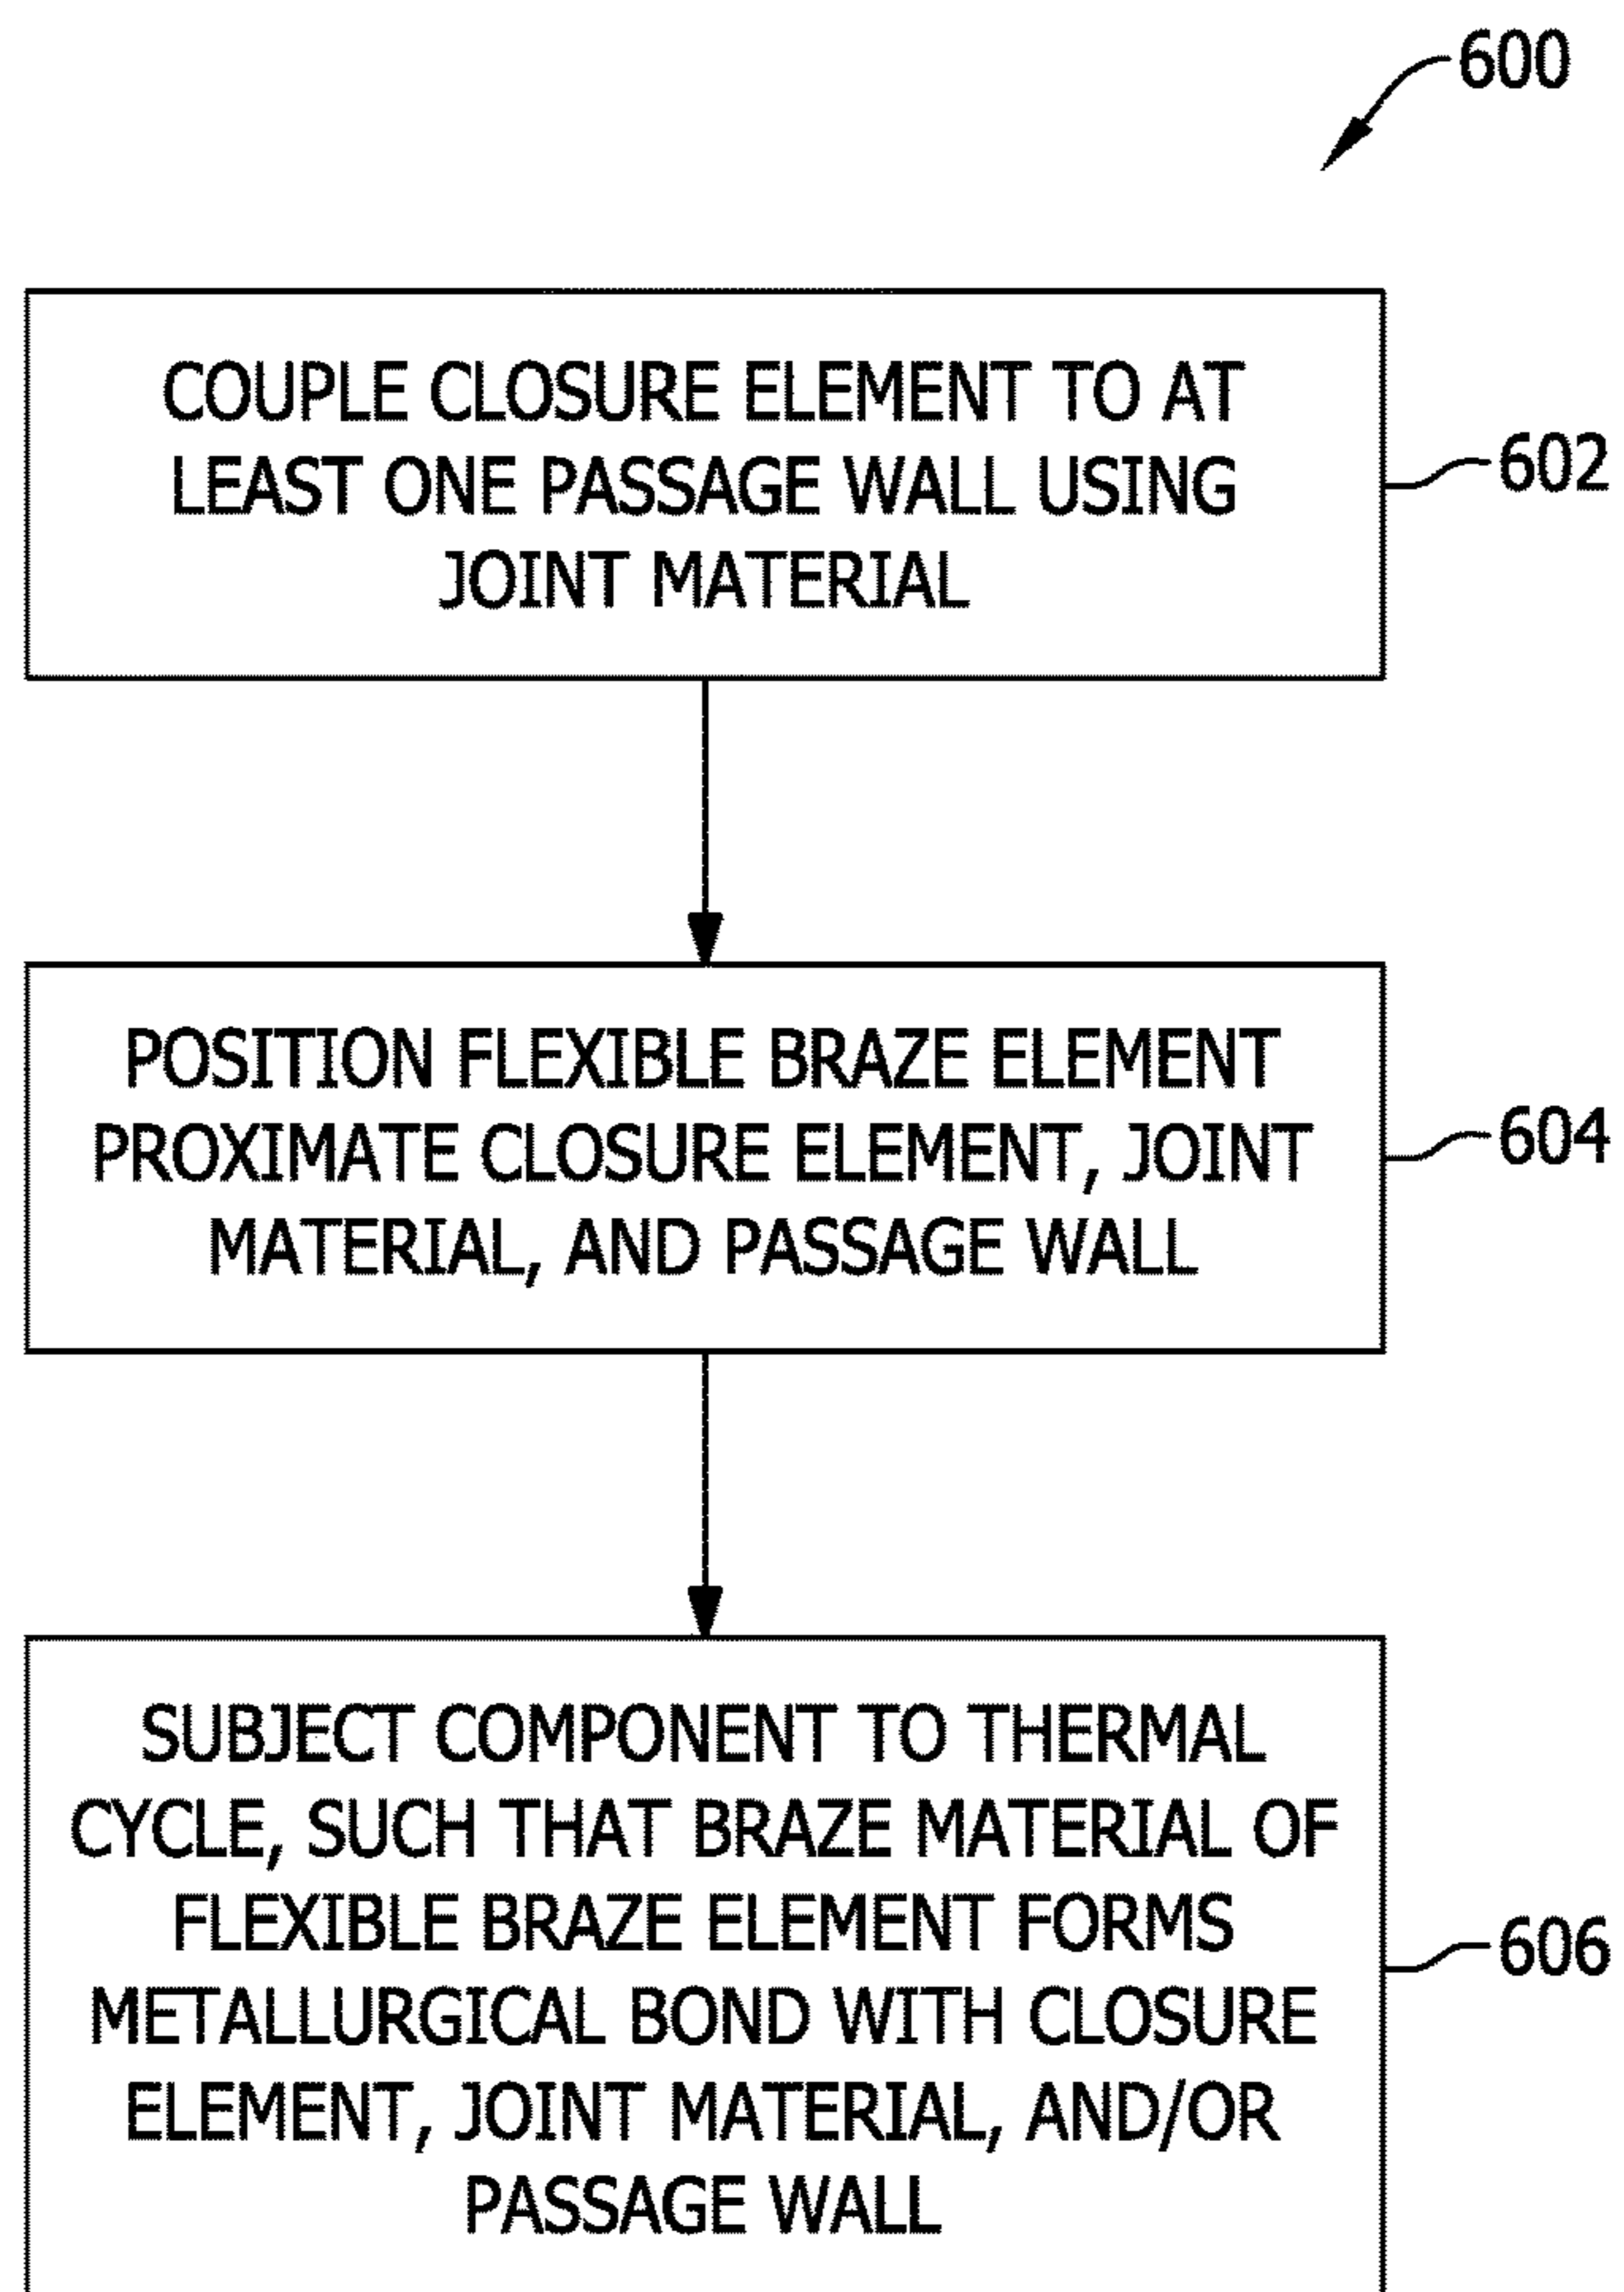 600
COUPLE CLOSURE ELEMENT TO AT
LEAST ONE PASSAGE WALL USING
JOINT MATERIAL
602
POSITION FLEXIBLE BRAZE ELEMENT
PROXIMATE CLOSURE ELEMENT, JOINT
MATERIAL, AND PASSAGE WALL
604
SUBJECT COMPONENT TO THERMAL
CYCLE, SUCH THAT BRAZE MATERIAL OF
FLEXIBLE BRAZE ELEMENT FORMS
METALLURGICAL BOND WITH CLOSURE
ELEMENT, JOINT MATERIAL, AND/OR
PASSAGE WALL
606